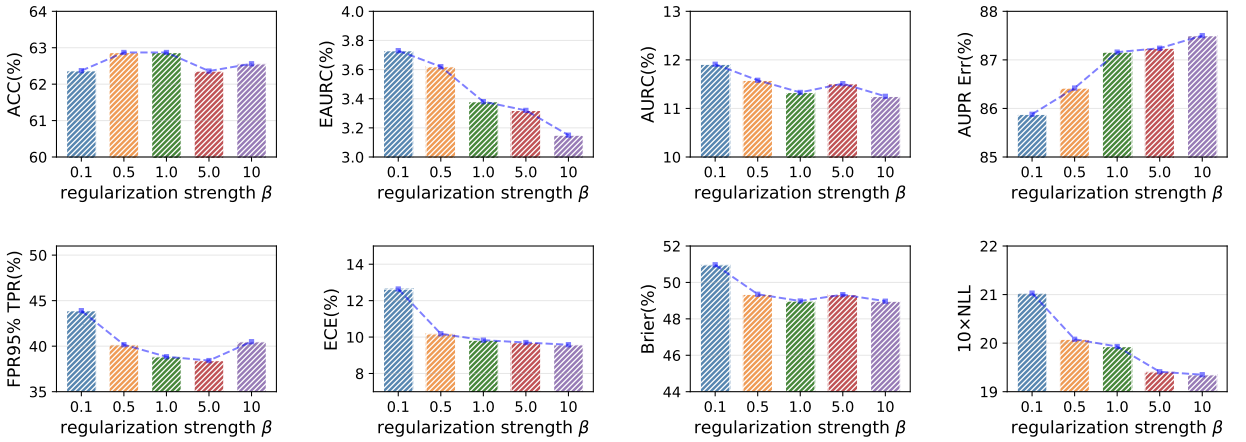 ACC(%)
64
63
62
61
60
0.1 0.5 1.0 5.0 10
regularization strength β
EAURC(%)
4.0
3.8
3.6
3.4
3.2
3.0
0.1 0.5 1.0 5.0 10
regularization strength β
AURC(%)
13
12
11
10
0.1 0.5 1.0 5.0 10
regularization strength β
AUPR Err(%)
88
87
86
85
0.1 0.5 1.0 5.0 10
regularization strength β
FPR95% TPR(%)
50
45
40
35
0.1 0.5 1.0 5.0 10
regularization strength β
ECE(%)
14
12
10
8
0.1 0.5 1.0 5.0 10
regularization strength β
Brier(%)
52
50
48
46
44
0.1 0.5 1.0 5.0 10
regularization strength β
10×NLL
22
21
20
19
0.1 0.5 1.0 5.0 10
regularization strength β